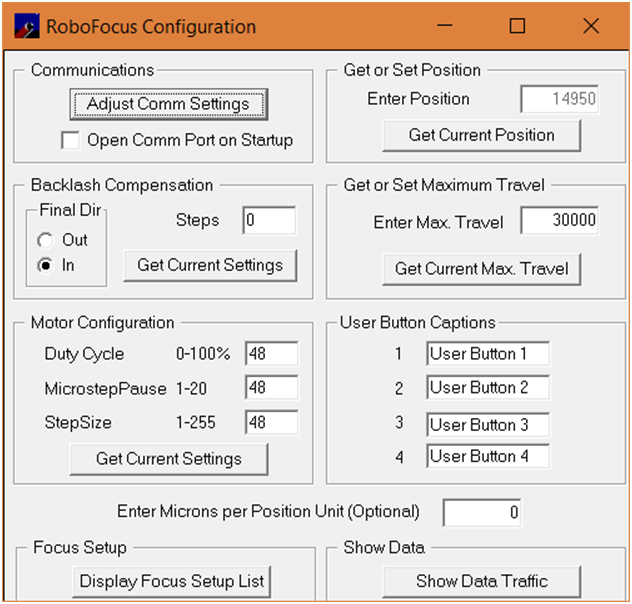 RoboFocus Configuration
Communications
Adjust Comm Settings
Open Comm Port on Startup
Get or Set Position
Enter Position 14950
Get Current Position
Backlash Compensation
Final Dir
Out
In
Steps 0
Get Current Settings
Get or Set Maximum Travel
Enter Max. Travel 30000
Get Current Max. Travel
Motor Configuration
Duty Cycle 0-100% 48
MicrostepPause 1-20 48
StepSize 1-255 48
Get Current Settings
User Button Captions
1 User Button 1
2 User Button 2
3 User Button 3
4 User Button 4
Enter Microns per Position Unit (Optional) 0
Focus Setup
Display Focus Setup List
Show Data
Show Data Traffic